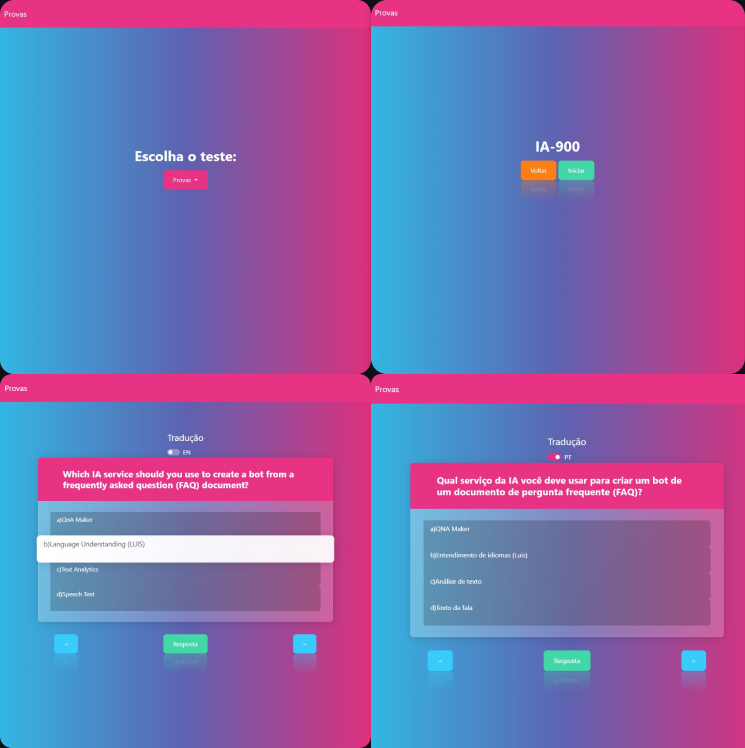 Provas
Escolha o teste:
Provas
Provas
IA-900
Voltar
Iniciar
Provas
Tradução
EN
Which IA service should you use to create a bot from a
frequently asked question (FAQ) document?
a)QnA Maker
b)Language Understanding (LUIS)
c)Text Analytics
d)Speech Text
<
Resposta
>
Provas
Tradução
PT
Qual serviço da IA você deve usar para criar um bot de
um documento de pergunta frequente (FAQ)?
a)QNA Maker
b)Entendimento de idiomas (Luis)
c)Análise de texto
d)Texto da fala
<
Resposta
>